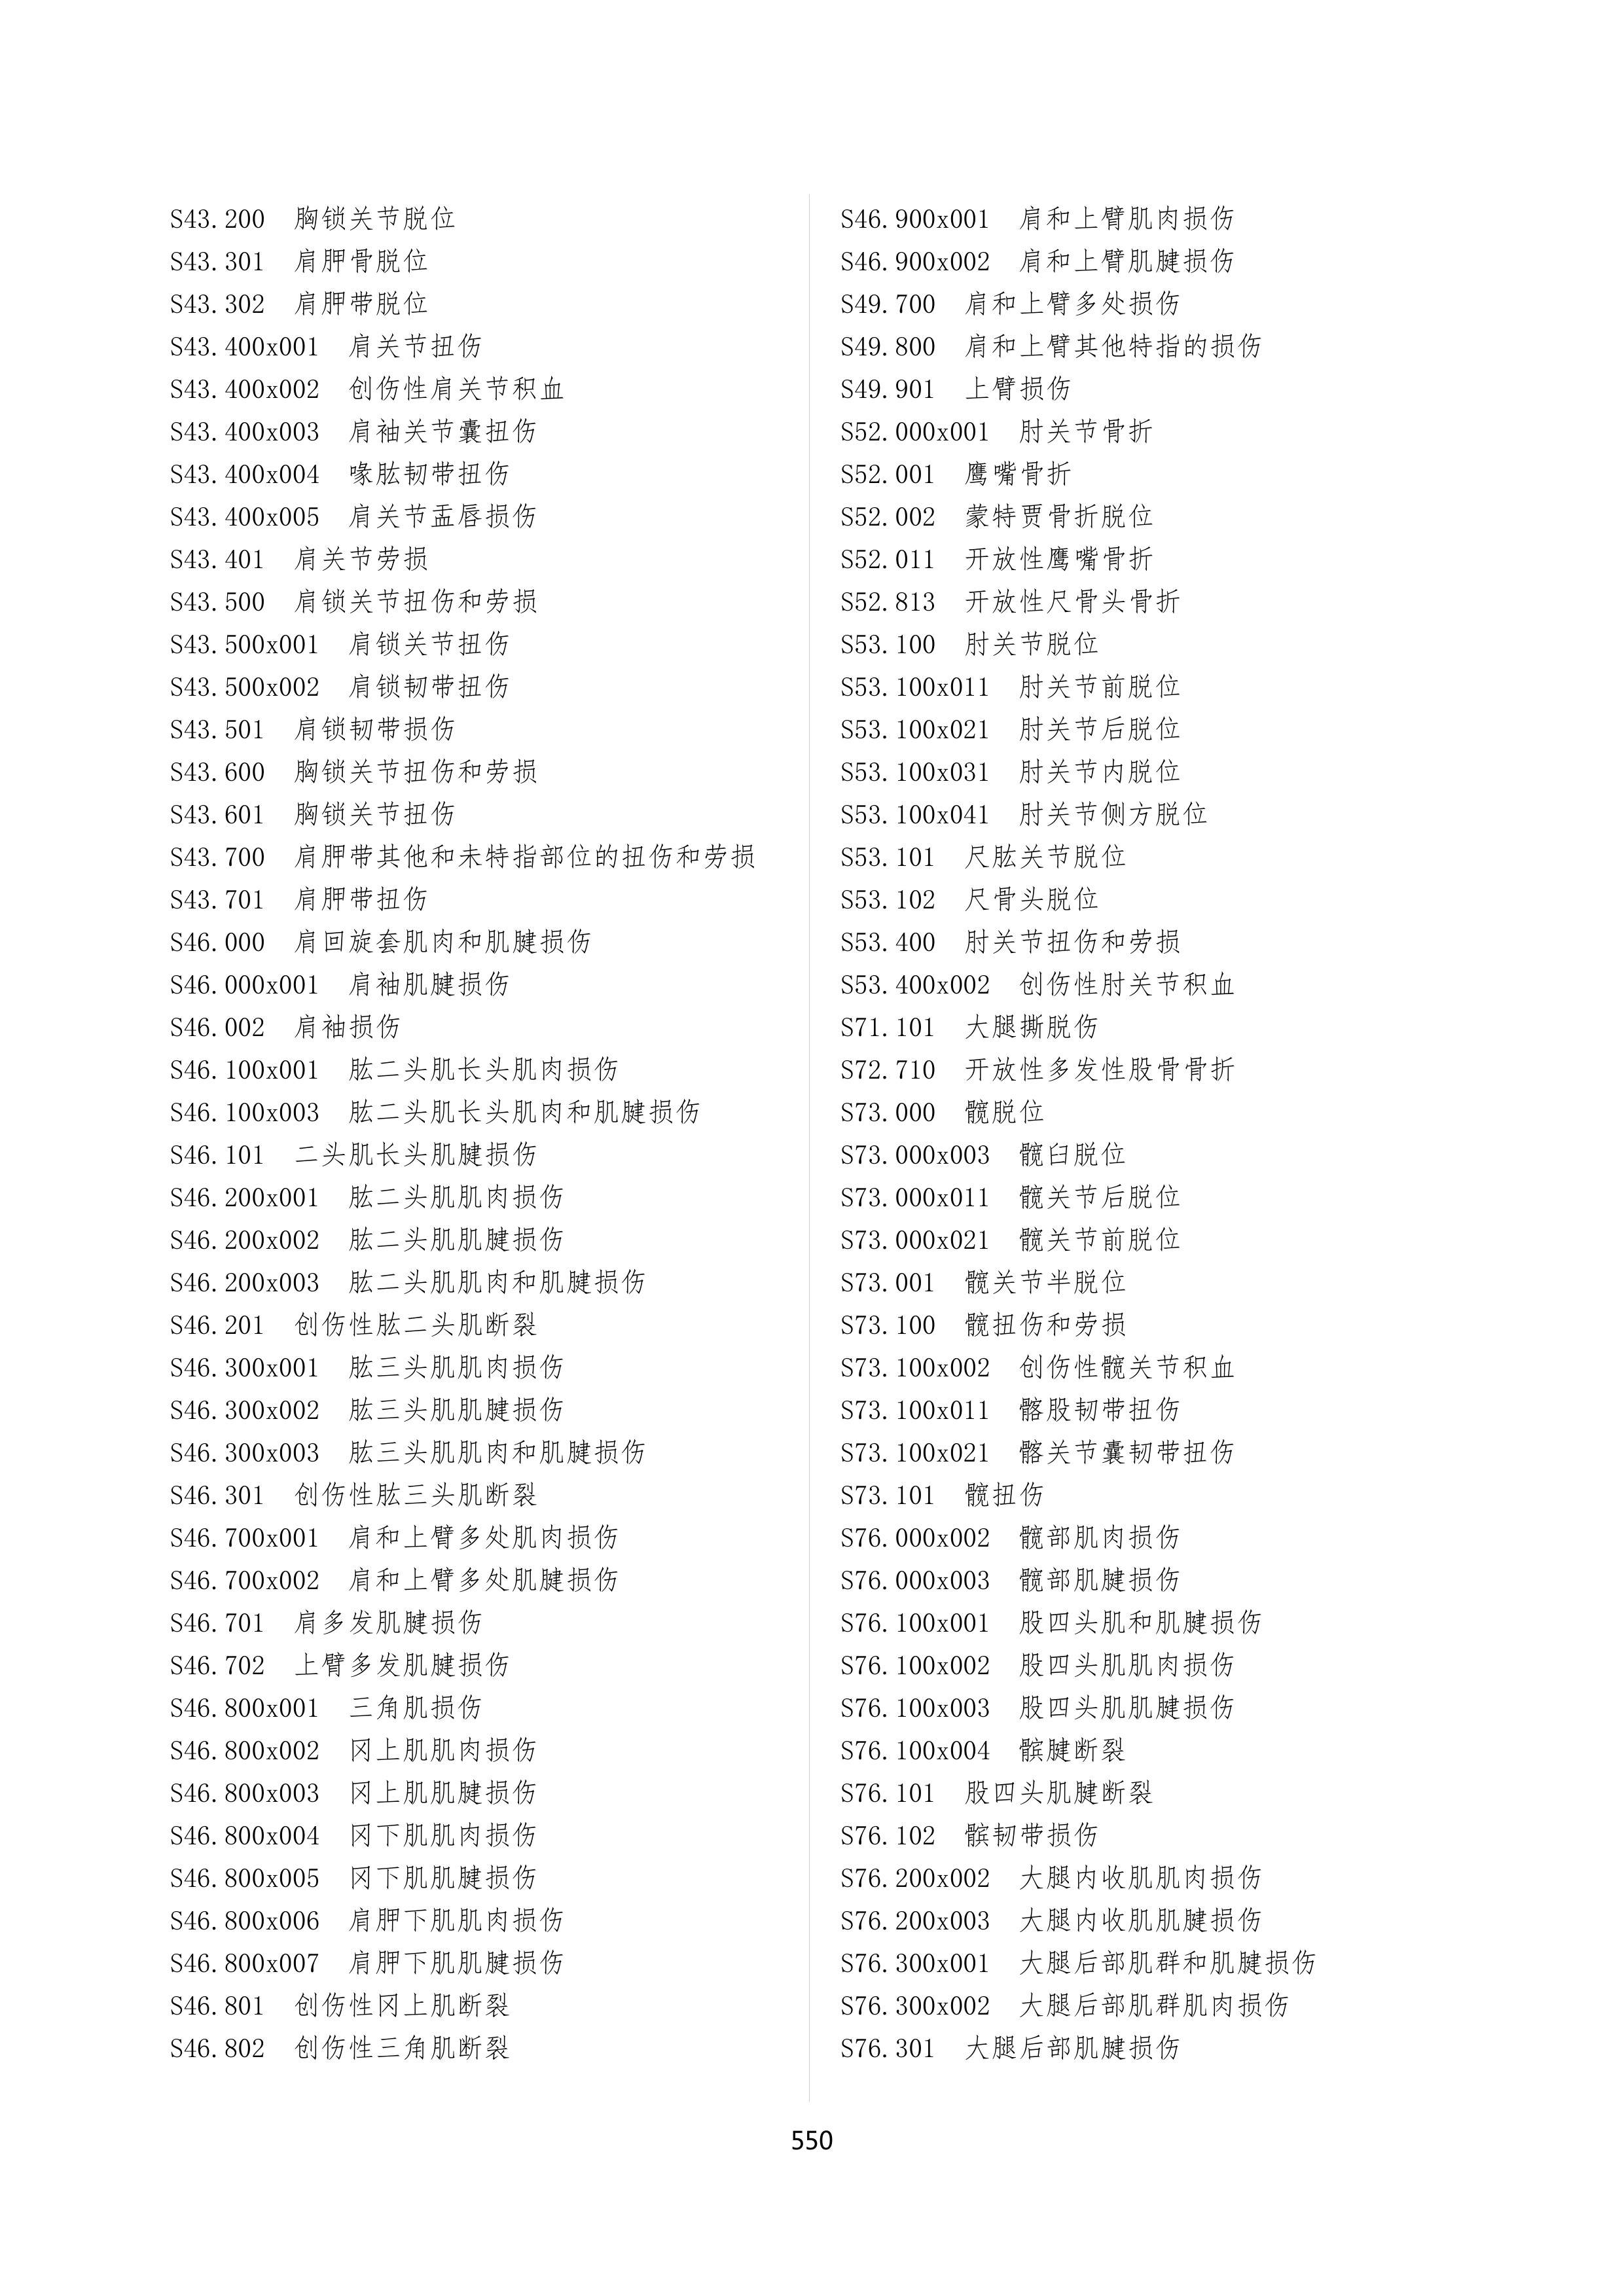 S43.200 胸锁关节脱位
S43.301 肩胛骨脱位
S43.302 肩胛带脱位
S43.400x001 肩关节扭伤
S43.400x002 创伤性肩关节积血
S43.400x003 肩袖关节囊扭伤
S43.400x004 喙肱韧带扭伤
S43.400x005 肩关节盂唇损伤
S43.401 肩关节劳损
S43.500 肩锁关节扭伤和劳损
S43.500x001 肩锁关节扭伤
S43.500x002 肩锁韧带扭伤
S43.501 肩锁韧带损伤
S43.600 胸锁关节扭伤和劳损
S43.601 胸锁关节扭伤
S43.700 肩胛带其他和未特指部位的扭伤和劳损
S43.701 肩胛带扭伤
S46.000 肩回旋套肌肉和肌腱损伤
S46.000x001 肩袖肌腱损伤
S46.002 肩袖损伤
S46.100x001 肱二头肌长头肌肉损伤
S46.100x003 肱二头肌长头肌肉和肌腱损伤
S46.101 二头肌长头肌腱损伤
S46.200x001 肱二头肌肌肉损伤
S46.200x002 肱二头肌肌腱损伤
S46.200x003 肱二头肌肌肉和肌腱损伤
S46.201 创伤性肱二头肌断裂
S46.300x001 肱三头肌肌肉损伤
S46.300x002 肱三头肌肌腱损伤
S46.300x003 肱三头肌肌肉和肌腱损伤
S46.301 创伤性肱三头肌断裂
S46.700x001 肩和上臂多处肌肉损伤
S46.700x002 肩和上臂多处肌腱损伤
S46.701 肩多发肌腱损伤
S46.702 上臂多发肌腱损伤
S46.800x001 三角肌损伤
S46.800x002 冈上肌肌肉损伤
S46.800x003 冈上肌肌腱损伤
S46.800x004 冈下肌肌肉损伤
S46.800x005 冈下肌肌腱损伤
S46.800x006 肩胛下肌肌肉损伤
S46.800x007 肩胛下肌肌腱损伤
S46.801 创伤性冈上肌断裂
S46.802 创伤性三角肌断裂
S46.900x001 肩和上臂肌肉损伤
S46.900x002 肩和上臂肌腱损伤
S49.700 肩和上臂多处损伤
S49.800 肩和上臂其他特指的损伤
S49.901 上臂损伤
S52.000x001 肘关节骨折
S52.001 鹰嘴骨折
S52.002 蒙特贾骨折脱位
S52.011 开放性鹰嘴骨折
S52.813 开放性尺骨头骨折
S53.100 肘关节脱位
S53.100x011 肘关节前脱位
S53.100x021 肘关节后脱位
S53.100x031 肘关节内脱位
S53.100x041 肘关节侧方脱位
S53.101 尺肱关节脱位
S53.102 尺骨头脱位
S53.400 肘关节扭伤和劳损
S53.400x002 创伤性肘关节积血
S71.101 大腿撕脱伤
S72.710 开放性多发性股骨骨折
S73.000 髋脱位
S73.000x003 髋臼脱位
S73.000x011 髋关节后脱位
S73.000x021 髋关节前脱位
S73.001 髋关节半脱位
S73.100 髋扭伤和劳损
S73.100x002 创伤性髋关节积血
S73.100x011 髂股韧带扭伤
S73.100x021 髂关节囊韧带扭伤
S73.101 髋扭伤
S76.000x002 髋部肌肉损伤
S76.000x003 髋部肌腱损伤
S76.100x001 股四头肌和肌腱损伤
S76.100x002 股四头肌肌肉损伤
S76.100x003 股四头肌肌腱损伤
S76.100x004 髌腱断裂
S76.101 股四头肌腱断裂
S76.102 髌韧带损伤
S76.200x002 大腿内收肌肌肉损伤
S76.200x003 大腿内收肌肌腱损伤
S76.300x001 大腿后部肌群和肌腱损伤
S76.300x002 大腿后部肌群肌肉损伤
S76.301 大腿后部肌腱损伤
550